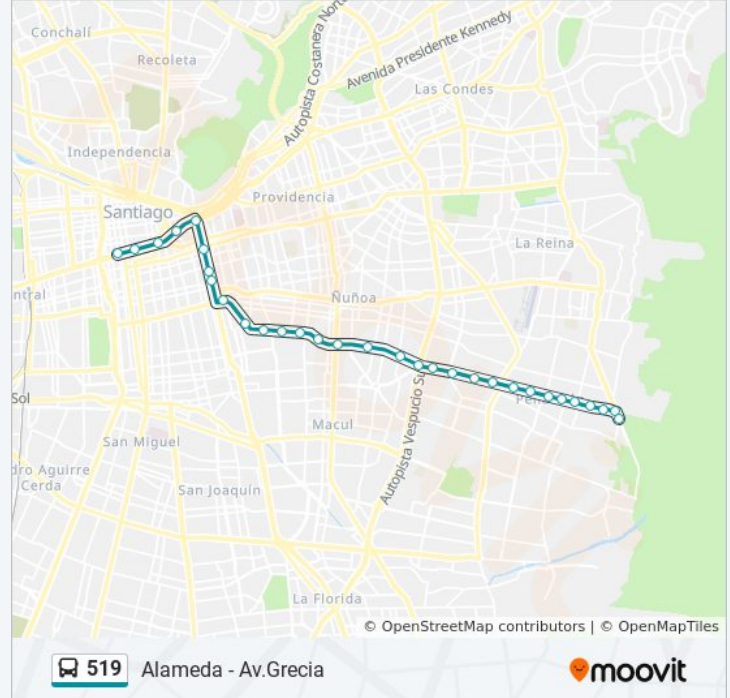 Conchalí
Recoleta
Autopista Costanera Norte
Avenida Presidente Kennedy
Las Condes
Independencia
Providencia
Santiago
La Reina
ntral
Ñuñoa
Sol
Peñ
Macul
Autopista Vespucio Su
San Miguel
dro Aguirre
Cerda
San Joaquín
La Florida
© OpenStreetMap contributors | © OpenMapTiles
519 Alameda - Av.Grecia
moovit